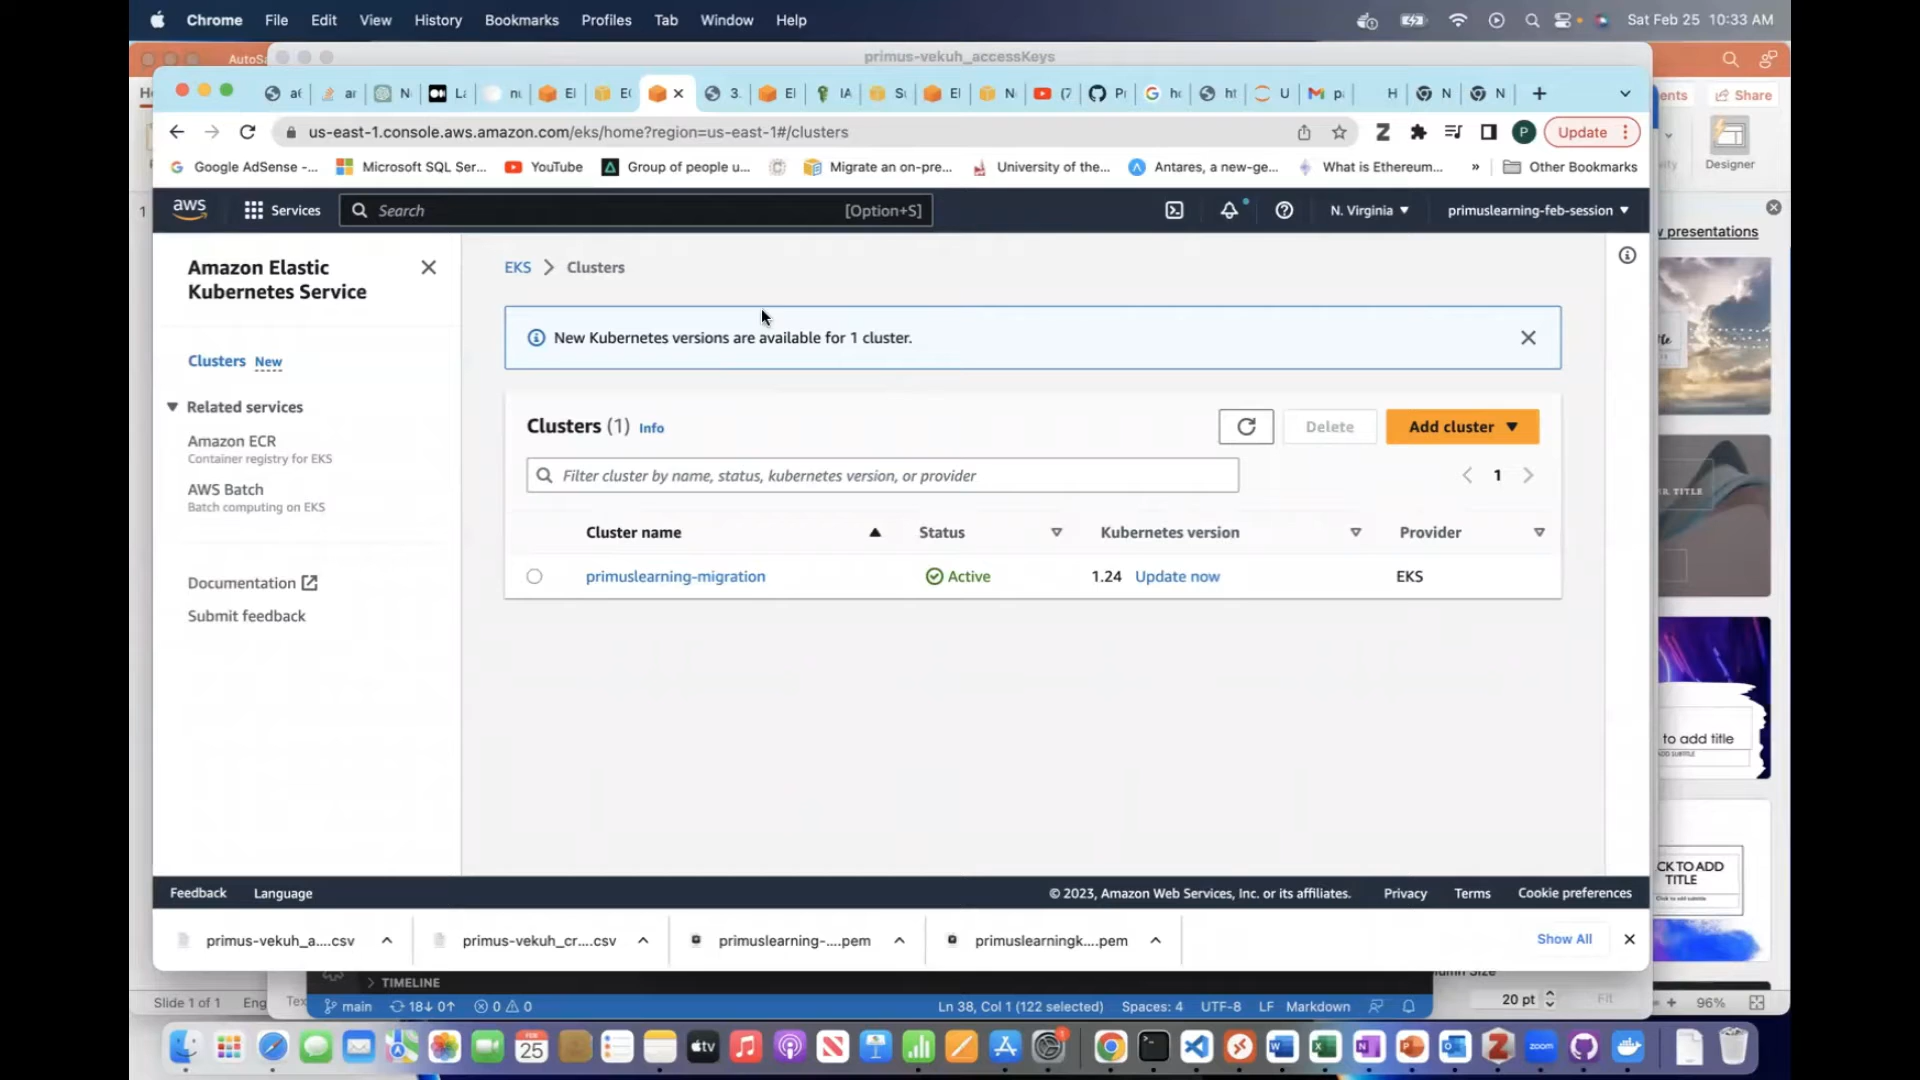 Chrome File Edit View History Bookmarks Profiles Tab Window Help Sat Feb 25 10:33 AM
primus-vekuh_accessKeys
us-east-1.console.aws.amazon.com/eks/home?region=us-east-1#/clusters
Update
Share
Designer
Google AdSense -... Microsoft SQL Ser... YouTube Group of people u... Migrate an on-pre... University of the... Antares, a new-ge... What is Ethereum... » Other Bookmarks
aws Services Search [Option+S] N. Virginia primuslearning-feb-session
presentations
Amazon Elastic
Kubernetes Service
Clusters New
Related services
Amazon ECR
Container registry for EKS
AWS Batch
Batch computing on EKS
Documentation
Submit feedback
EKS > Clusters
New Kubernetes versions are available for 1 cluster.
Clusters (1) Info Delete Add cluster
Filter cluster by name, status, kubernetes version, or provider 1
Cluster name Status Kubernetes version Provider
primuslearning-migration Active 1.24 Update now EKS
to add title
CK TO ADD
TITLE
Feedback Language © 2023, Amazon Web Services, Inc. or its affiliates. Privacy Terms Cookie preferences
primus-vekuh_a....csv primus-vekuh_cr....csv primuslearning-....pem primuslearningk....pem Show All
TIMELINE
Slide 1 of 1 main 18↓ 0↑ 0 0 Ln 38, Col 1 (122 selected) Spaces: 4 UTF-8 LF Markdown 20 pt Fit 96%
FEB
25
tv
zoom